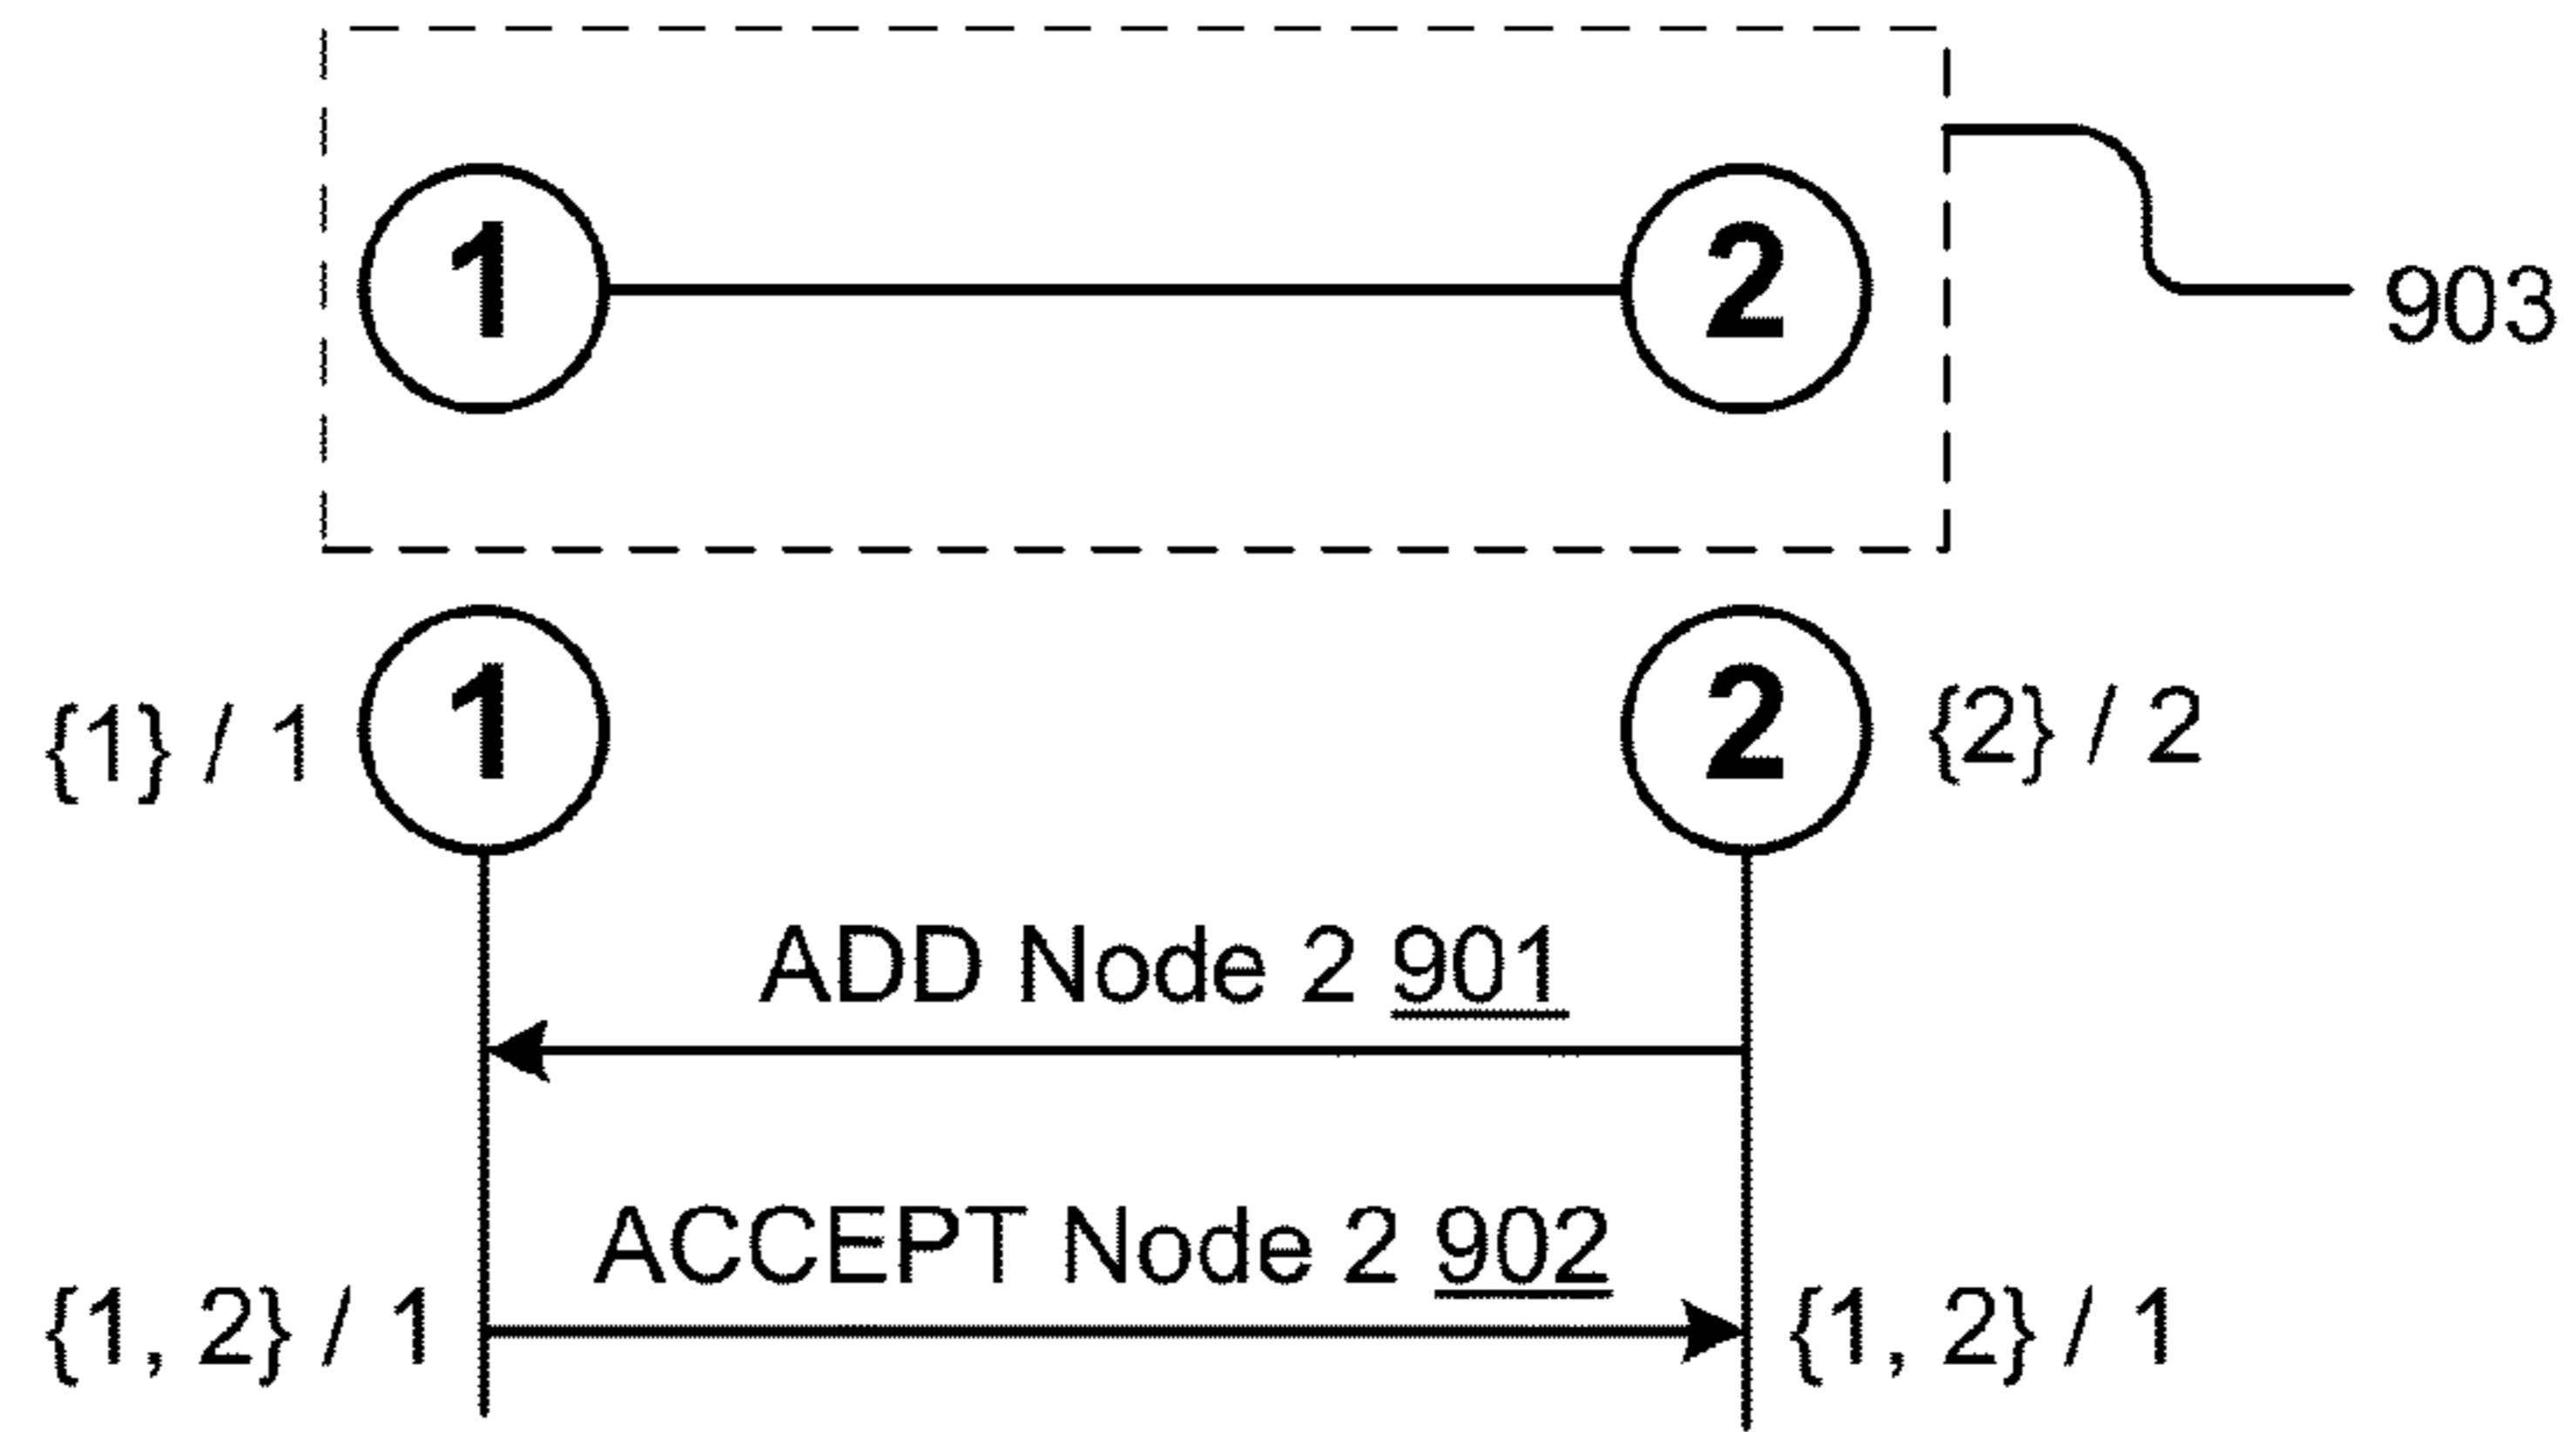 1 2 903
{1} / 1 1 2 {2} / 2
ADD Node 2 901
ACCEPT Node 2 902
{1, 2} / 1 {1, 2} / 1